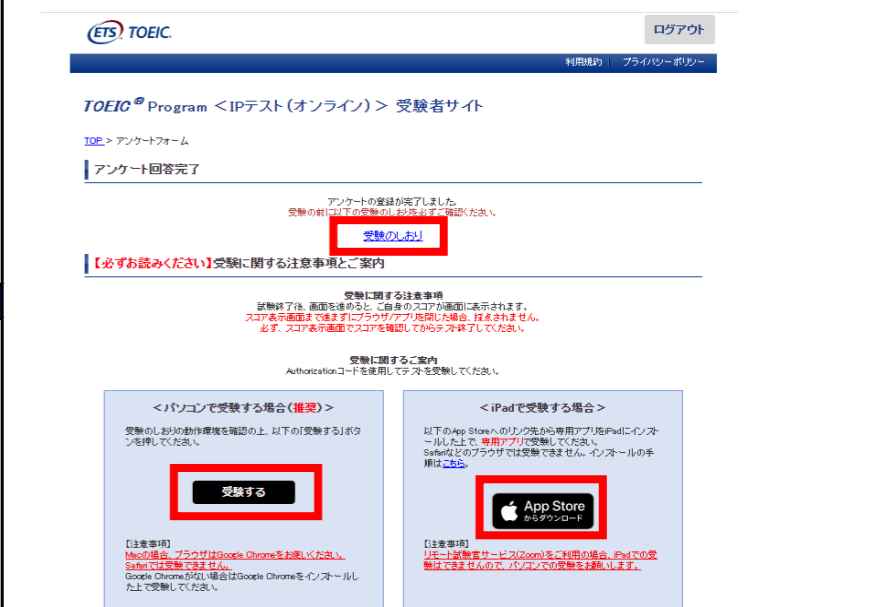 ETS TOEIC.
ログアウト
利用規約 | プライバシーポリシー
TOEIC® Program ＜IPテスト（オンライン）＞ 受験者サイト
TOP > アンケートフォーム
アンケート回答完了
アンケートの登録が完了しました。
受験の前に以下の受験のしおりを必ずご確認ください。
受験のしおり
【必ずお読みください】受験に関する注意事項とご案内
受験に関する注意事項
試験終了後、画面を進めると、ご自身のスコアが画面に表示されます。
スコア表示画面まで進まずにブラウザ/アプリを閉じた場合、採点されません。
必ず、スコア表示画面でスコアを確認してからテスト終了してください。
受験に関するご案内
Authorizationコードを使用してテストを受験してください。
＜パソコンで受験する場合（推奨）＞
受験のしおりの動作環境を確認の上、以下の「受験する」ボタ
ンを押してください。
受験する
【注意事項】
Macの場合、ブラウザはGoogle Chromeをお使いください。
Safariでは受験できません。
Google Chromeがない場合はGoogle Chromeをインストールし
た上で受験してください。
＜iPadで受験する場合＞
以下のApp Storeへのリンク先から専用アプリをiPadにインスト
ールした上で、専用アプリで受験してください。
Safariなどのブラウザでは受験できません。インストールの手
順はこちら。
App Store
からダウンロード
【注意事項】
リモート試験官サービス(Zoom)をご利用の場合、iPadでの受
験はできませんので、パソコンでの受験をお願いします。